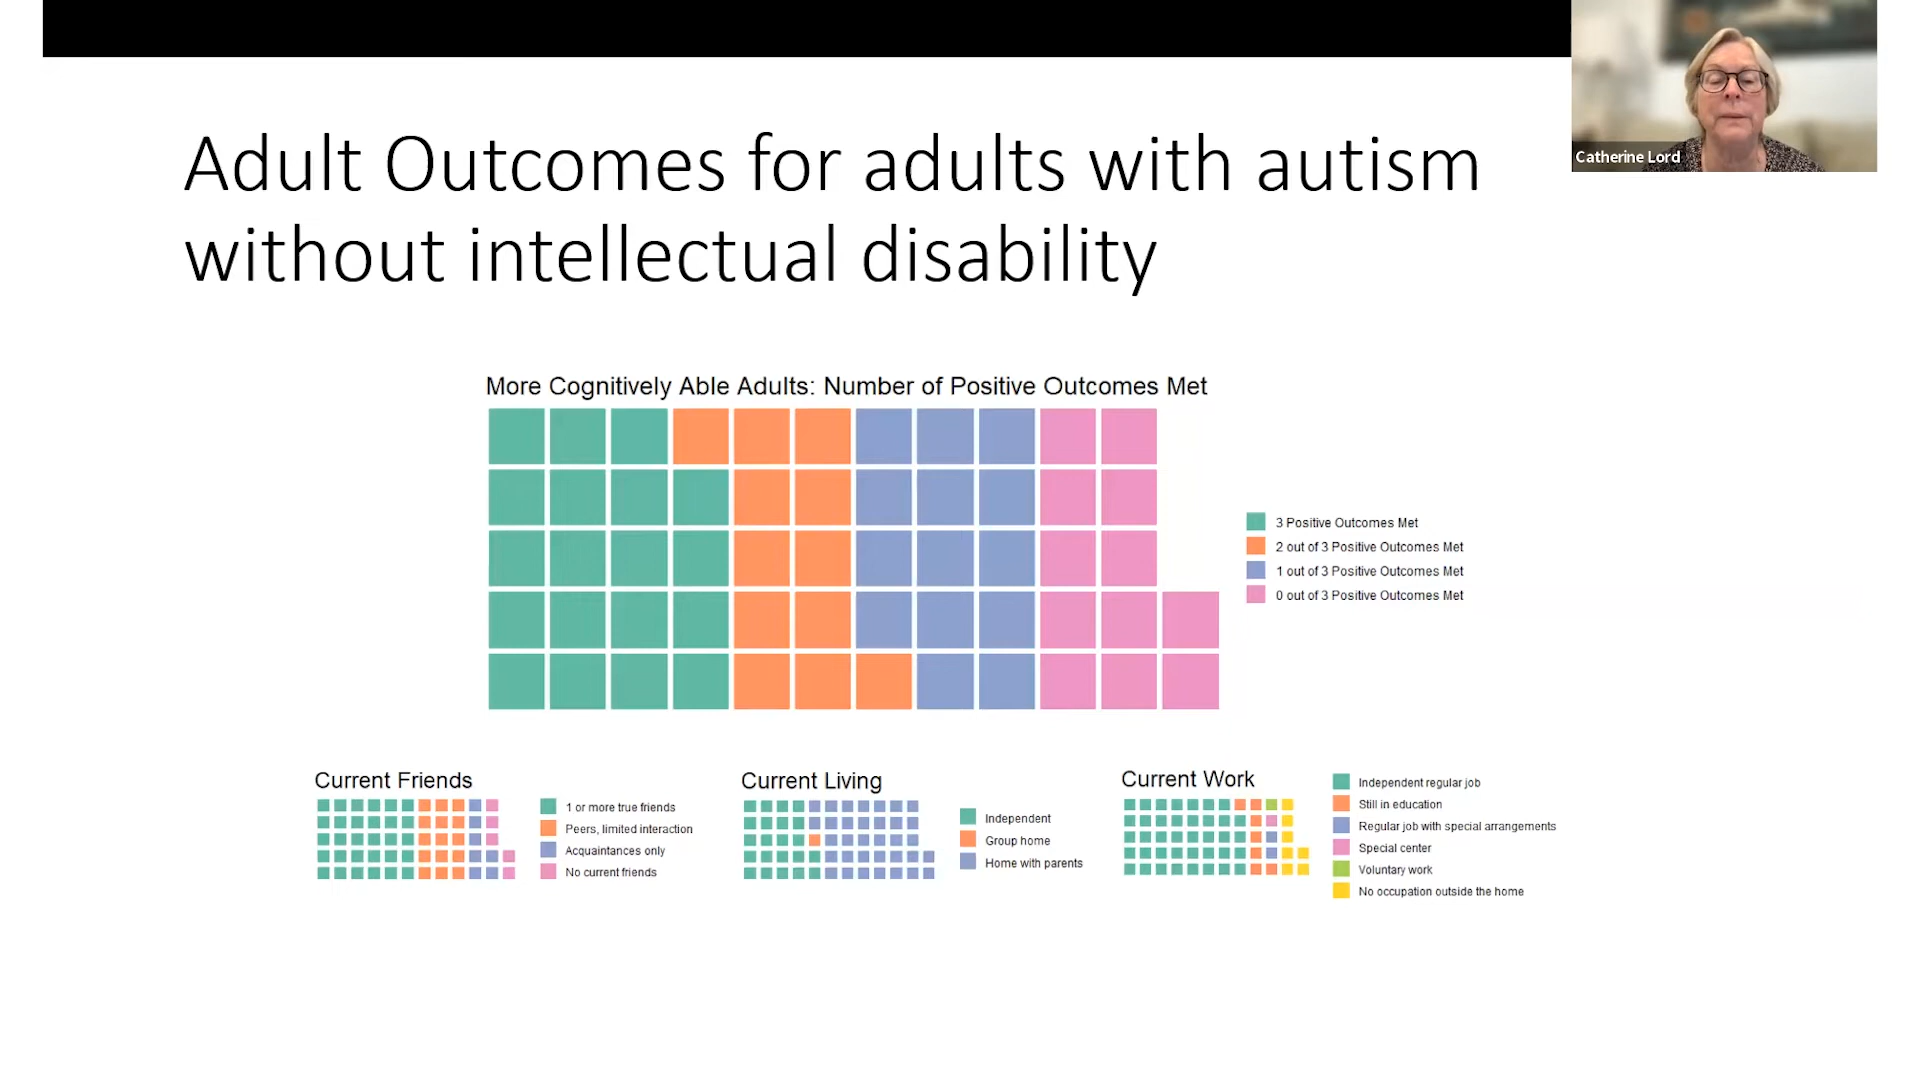 Catherine Lord
Adult Outcomes for adults with autism
without intellectual disability
More Cognitively Able Adults: Number of Positive Outcomes Met
3 Positive Outcomes Met
2 out of 3 Positive Outcomes Met
1 out of 3 Positive Outcomes Met
0 out of 3 Positive Outcomes Met
Current Friends
1 or more true friends
Peers, limited interaction
Acquaintances only
No current friends
Current Living
Independent
Group home
Home with parents
Current Work
Independent regular job
Still in education
Regular job with special arrangements
Special center
Voluntary work
No occupation outside the home